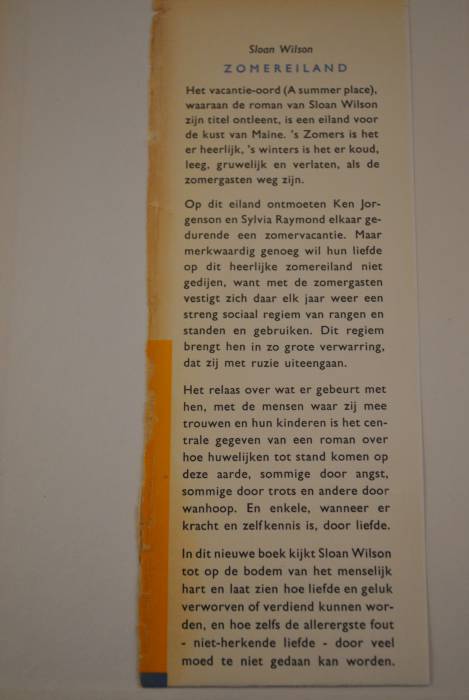 Sloan Wilson
ZOMEREILAND
Het vacantie-oord (A summer place),
waaraan de roman van Sloan Wilson
zijn titel ontleent, is een eiland voor
de kust van Maine. 's Zomers is het
er heerlijk, 's winters is het er koud,
leeg, gruwelijk en verlaten, als de
zomergasten weg zijn.
Op dit eiland ontmoeten Ken Jor-
genson en Sylvia Raymond elkaar ge-
durende een zomervacantie. Maar
merkwaardig genoeg wil hun liefde
op dit heerlijke zomereiland niet
gedijen, want met de zomergasten
vestigt zich daar elk jaar weer een
streng sociaal regiem van rangen en
standen en gebruiken. Dit regiem
brengt hen in zo grote verwarring,
dat zij met ruzie uiteengaan.
Het relaas over wat er gebeurt met
hen, met de mensen waar zij mee
trouwen en hun kinderen is het cen-
trale gegeven van een roman over
hoe huwelijken tot stand komen op
deze aarde, sommige door angst,
sommige door trots en andere door
wanhoop. En enkele, wanneer er
kracht en zelfkennis is, door liefde.
In dit nieuwe boek kijkt Sloan Wilson
tot op de bodem van het menselijk
hart en laat zien hoe liefde en geluk
verworven of verdiend kunnen wor-
den, en hoe zelfs de allerergste fout
- niet-herkende liefde - door veel
moed te niet gedaan kan worden.